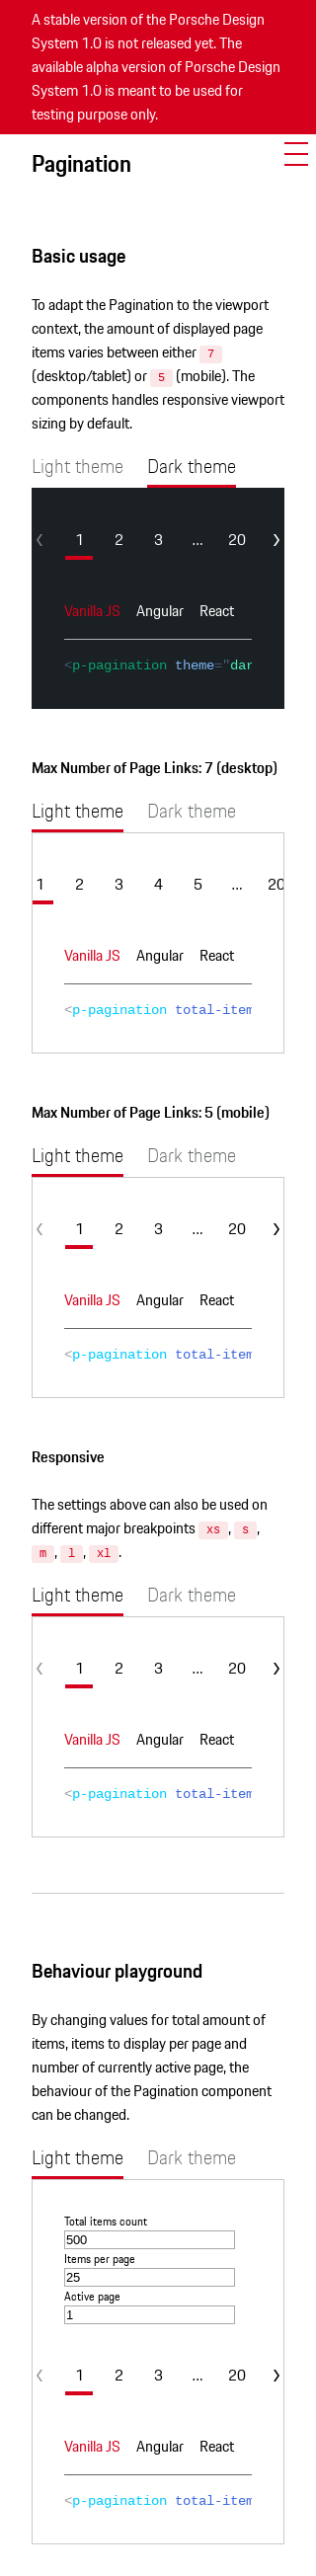 A stable version of the Porsche Design
System 1.0 is not released yet. The
available alpha version of Porsche Design
System 1.0 is meant to be used for
testing purpose only.
Pagination
Basic usage
To adapt the Pagination to the viewport
context, the amount of displayed page
items varies between either 7
(desktop/tablet) or 5 (mobile). The
components handles responsive viewport
sizing by default.
Light theme Dark theme
‹ 1 2 3 ... 20 ›
Vanilla JS Angular React
<p-pagination theme="dar
Max Number of Page Links: 7 (desktop)
Light theme Dark theme
1 2 3 4 5 ... 20
Vanilla JS Angular React
<p-pagination total-item
Max Number of Page Links: 5 (mobile)
Light theme Dark theme
‹ 1 2 3 ... 20 ›
Vanilla JS Angular React
<p-pagination total-item
Responsive
The settings above can also be used on
different major breakpoints xs, s,
m, l, xl.
Light theme Dark theme
‹ 1 2 3 ... 20 ›
Vanilla JS Angular React
<p-pagination total-item
Behaviour playground
By changing values for total amount of
items, items to display per page and
number of currently active page, the
behaviour of the Pagination component
can be changed.
Light theme Dark theme
Total items count
500
Items per page
25
Active page
1
‹ 1 2 3 ... 20 ›
Vanilla JS Angular React
<p-pagination total-item